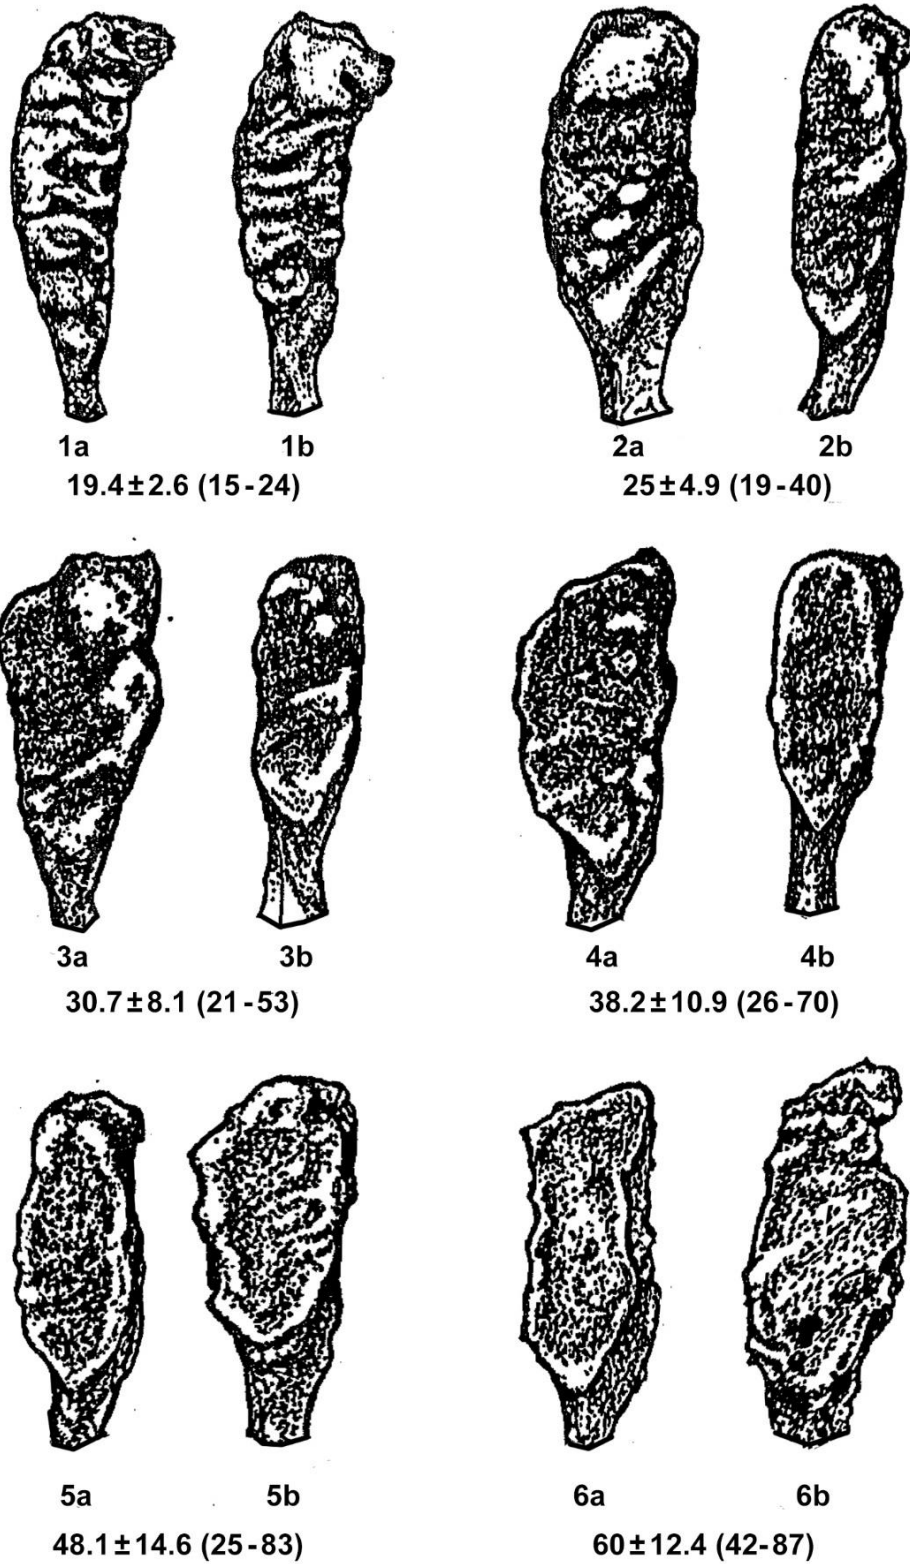 1a 1b 2a 2b
19.4±2.6 (15-24) 25±4.9 (19-40)
3a 3b 4a 4b
30.7±8.1 (21-53) 38.2±10.9 (26-70)
5a 5b 6a 6b
48.1±14.6 (25-83) 60±12.4 (42-87)